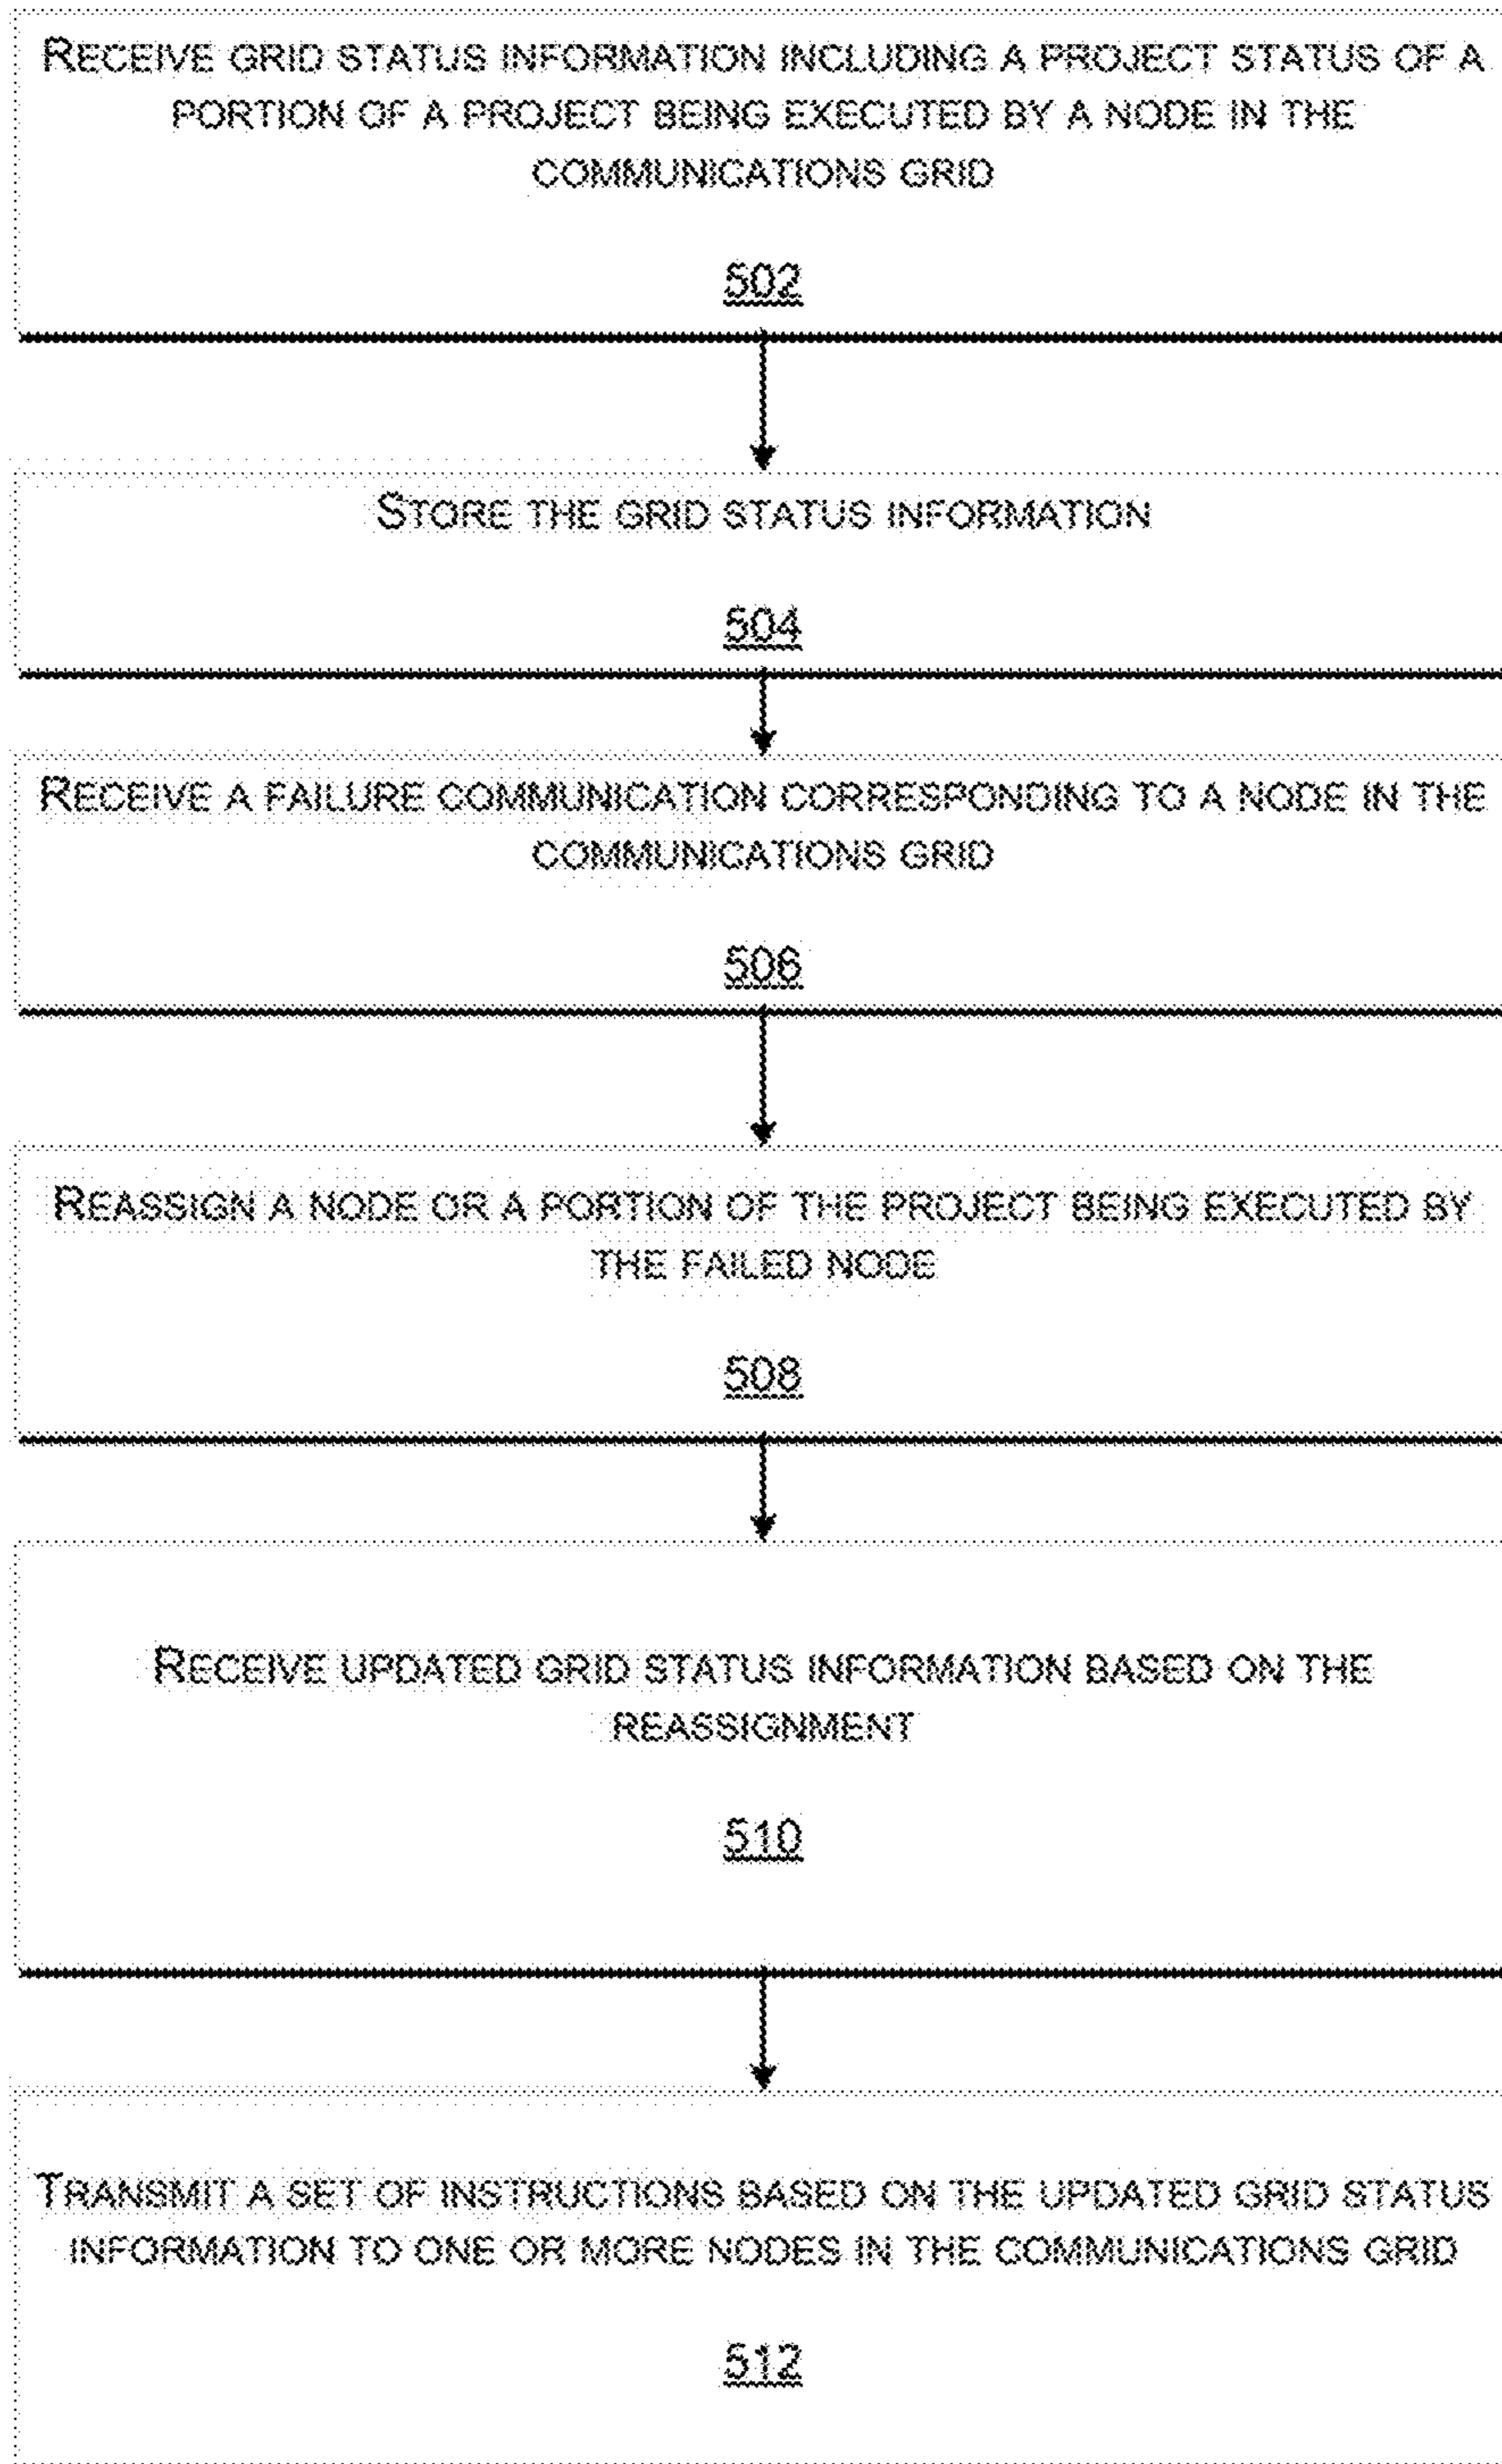 RECEIVE GRID STATUS INFORMATION INCLUDING A PROJECT STATUS OF A
PORTION OF A PROJECT BEING EXECUTED BY A NODE IN THE
COMMUNICATIONS GRID
502
STORE THE GRID STATUS INFORMATION
504
RECEIVE A FAILURE COMMUNICATION CORRESPONDING TO A NODE IN THE
COMMUNICATIONS GRID
506
REASSIGN A NODE OR A PORTION OF THE PROJECT BEING EXECUTED BY
THE FAILED NODE
508
RECEIVE UPDATED GRID STATUS INFORMATION BASED ON THE
REASSIGNMENT
510
TRANSMIT A SET OF INSTRUCTIONS BASED ON THE UPDATED GRID STATUS
INFORMATION TO ONE OR MORE NODES IN THE COMMUNICATIONS GRID
512